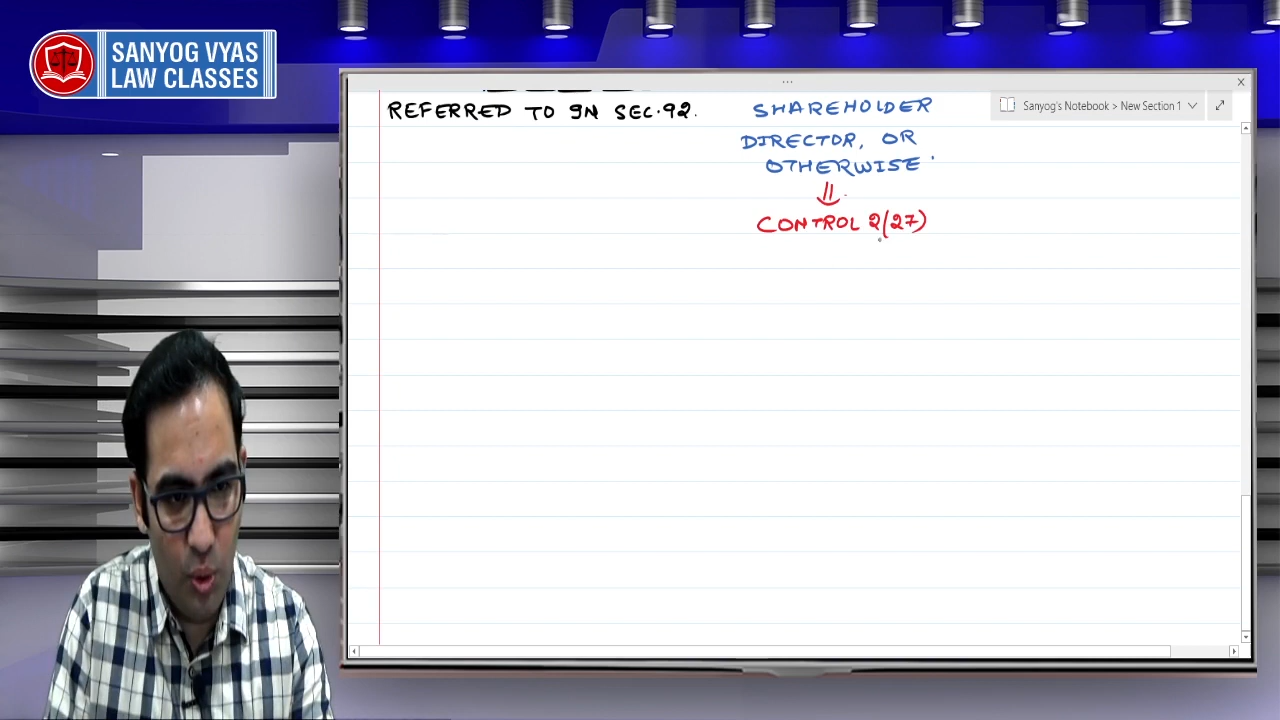 SANYOG VYAS
LAW CLASSES
Sanyog's Notebook > New Section 1
REFERRED TO IN SEC.92.
SHAREHOLDER
DIRECTOR, OR
OTHERWISE.
CONTROL 2(27)